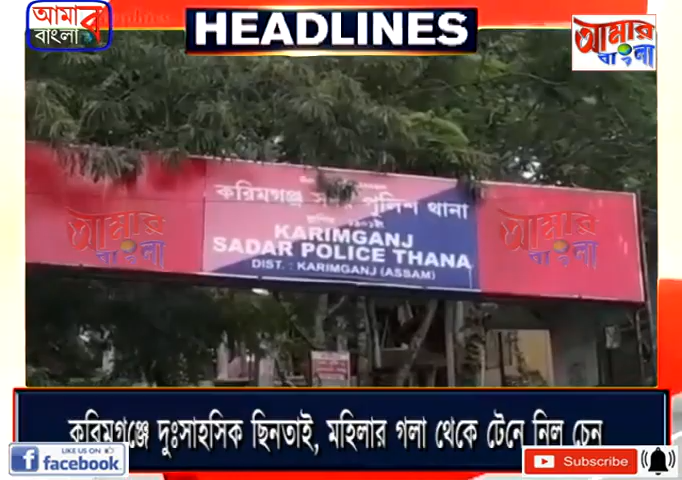 আমার
বাংলা
HEADLINES
আমার
বাংলা
করিমগঞ্জ সদর পুলিশ থানা
KARIMGANJ
SADAR POLICE THANA
DIST. : KARIMGANJ (ASSAM)
আমার
বাংলা
আমার
বাংলা
করিমগঞ্জে দুঃসাহসিক ছিনতাই, মহিলার গলা থেকে টেনে নিল চেন
LIKE US ON
facebook.
Subscribe